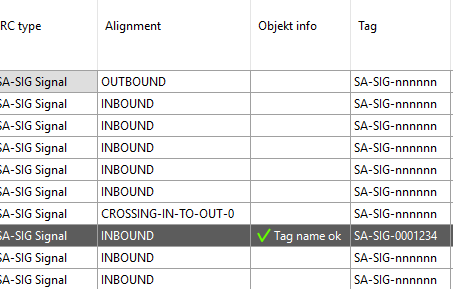 RC type Alignment Objekt info Tag
SA-SIG Signal OUTBOUND SA-SIG-nnnnnn
SA-SIG Signal INBOUND SA-SIG-nnnnnn
SA-SIG Signal INBOUND SA-SIG-nnnnnn
SA-SIG Signal INBOUND SA-SIG-nnnnnn
SA-SIG Signal INBOUND SA-SIG-nnnnnn
SA-SIG Signal INBOUND SA-SIG-nnnnnn
SA-SIG Signal CROSSING-IN-TO-OUT-0 SA-SIG-nnnnnn
SA-SIG Signal INBOUND Tag name ok SA-SIG-0001234
SA-SIG Signal INBOUND SA-SIG-nnnnnn
SA-SIG Signal INBOUND SA-SIG-nnnnnn